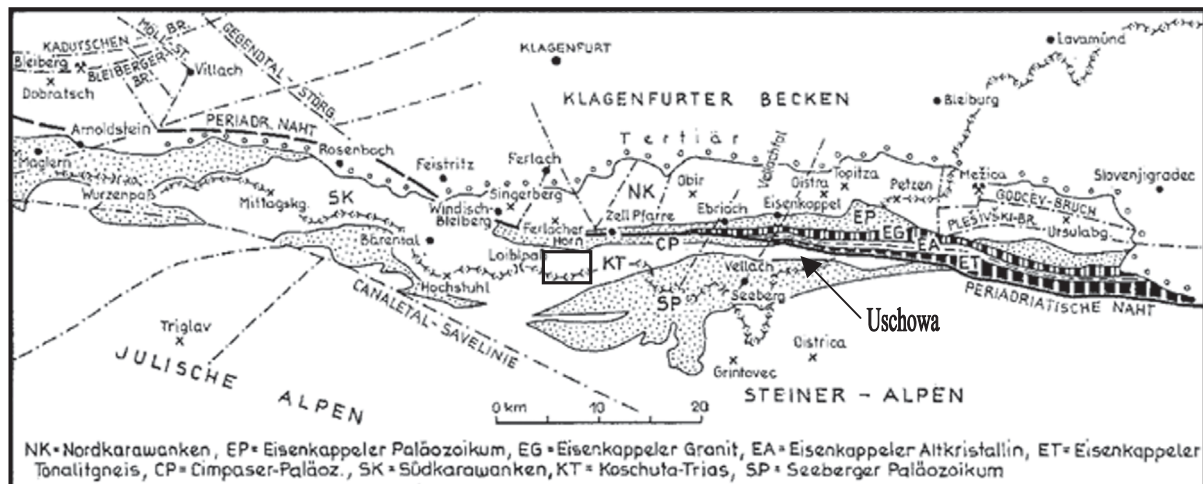 KADUTSCHEN BR.
MÖLL-ST.
GEGENDTAL-STÖRG.
Bleiberg
BLEIBERGER-BR.
Villach
Dobratsch
KLAGENFURT
Lavamünd
KLAGENFURTER BECKEN
Bleiburg
Arnoldstein
PERIADR. NAHT
Tertiär
Maglern
Rosenbach
Feistritz
Ferlach
Vellachtal
Mežica
Slovenjgradec
Wurzenpaß
Mittagskg.
SK
Singerberg
NK
Obir
Oistra
Topitza
Petzen
GODCEV-BRUCH
Windisch-Bleiberg
Zell Pfarre
Ebriach
Eisenkappel
EP
PLESIVSKI-BR.
Ursulabg.
Bärental
Ferlacher Horn
CP
EG
EA
Loiblpaß
KT
ET
Hochstuhl
SP
Vellach
Seeberg
PERIADRIATISCHE NAHT
CANALETAL-SAVELINIE
Uschowa
Triglav
JULISCHE ALPEN
Grintovec
Oistrica
STEINER-ALPEN
0 km 10 20
NK=Nordkarawanken, EP=Eisenkappeler Paläozoikum, EG=Eisenkappeler Granit, EA=Eisenkappeler Altkristallin, ET=Eisenkappeler
Tonalitgneis, CP=Cimpaser-Paläoz., SK=Südkarawanken, KT=Koschuta-Trias, SP=Seeberger Paläozoikum